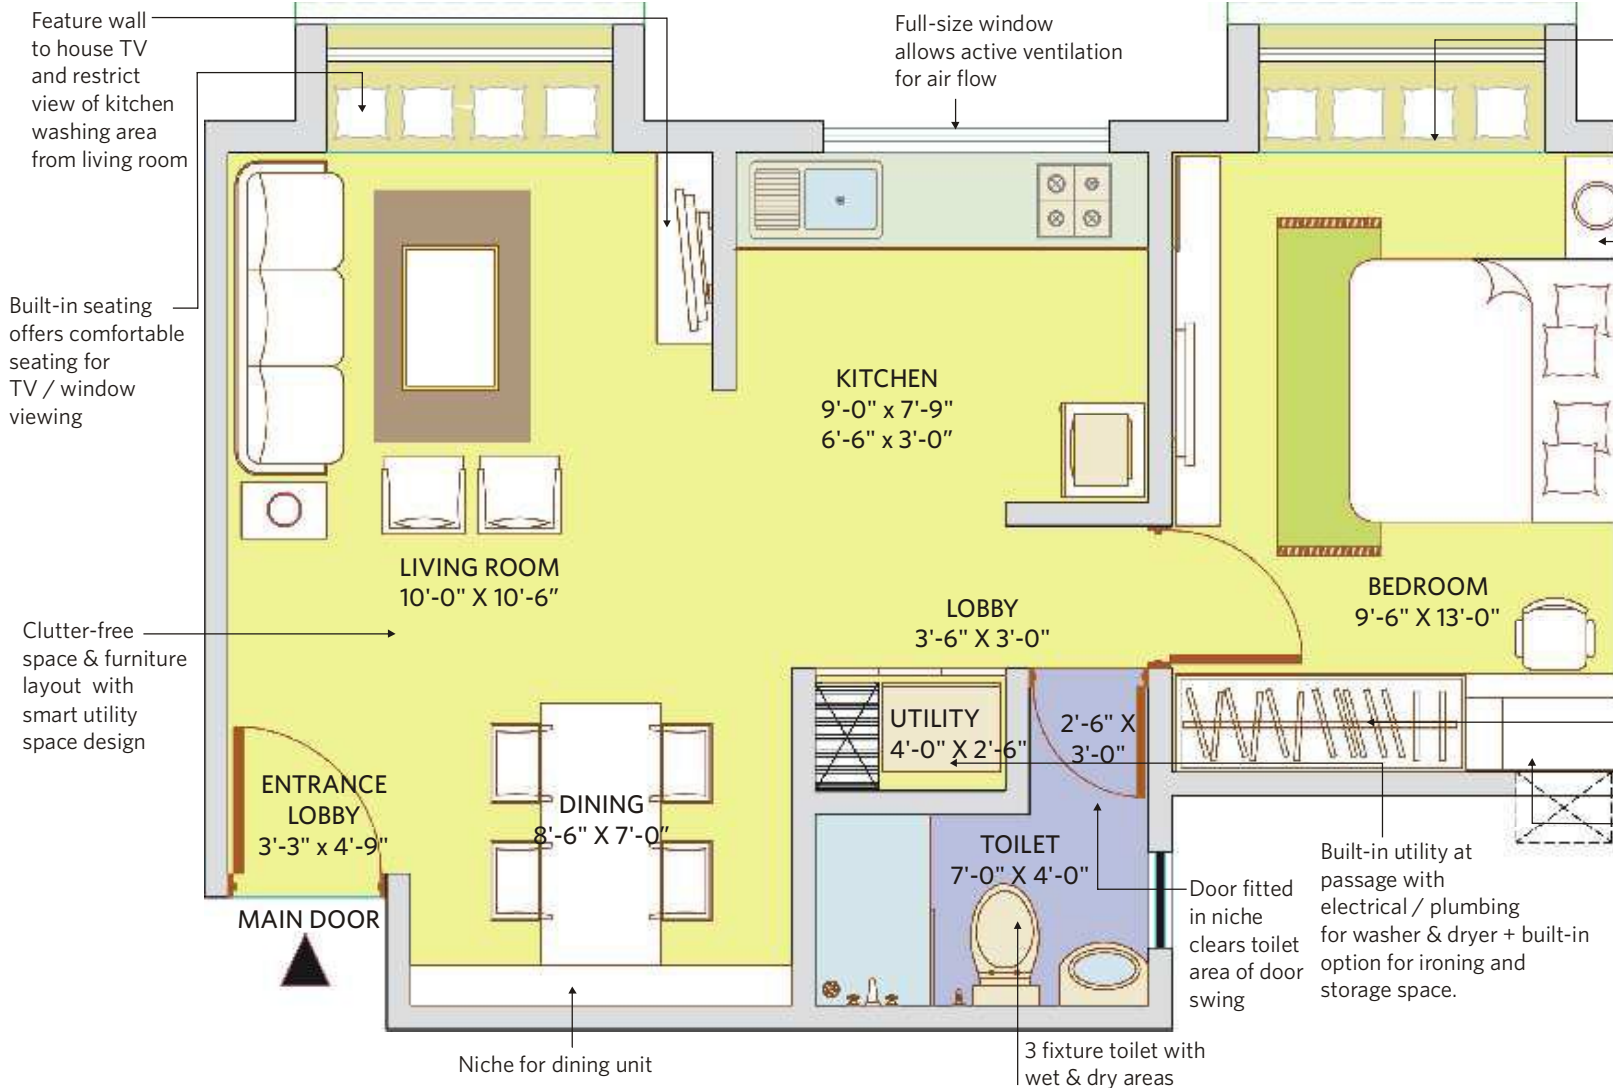 Feature wall
to house TV
and restrict
view of kitchen
washing area
from living room
Full-size window
allows active ventilation
for air flow
Built-in seating
offers comfortable
seating for
TV / window
viewing
KITCHEN
9'-0" x 7'-9"
6'-6" x 3'-0"
LIVING ROOM
10'-0" X 10'-6"
BEDROOM
9'-6" X 13'-0"
LOBBY
3'-6" X 3'-0"
Clutter-free
space & furniture
layout with
smart utility
space design
UTILITY
4'-0" X 2'-6"
2'-6" X
3'-0"
ENTRANCE
LOBBY
3'-3" x 4'-9"
DINING
8'-6" X 7'-0"
TOILET
7'-0" X 4'-0"
MAIN DOOR
Door fitted
in niche
clears toilet
area of door
swing
Built-in utility at
passage with
electrical / plumbing
for washer & dryer + built-in
option for ironing and
storage space.
Niche for dining unit
3 fixture toilet with
wet & dry areas